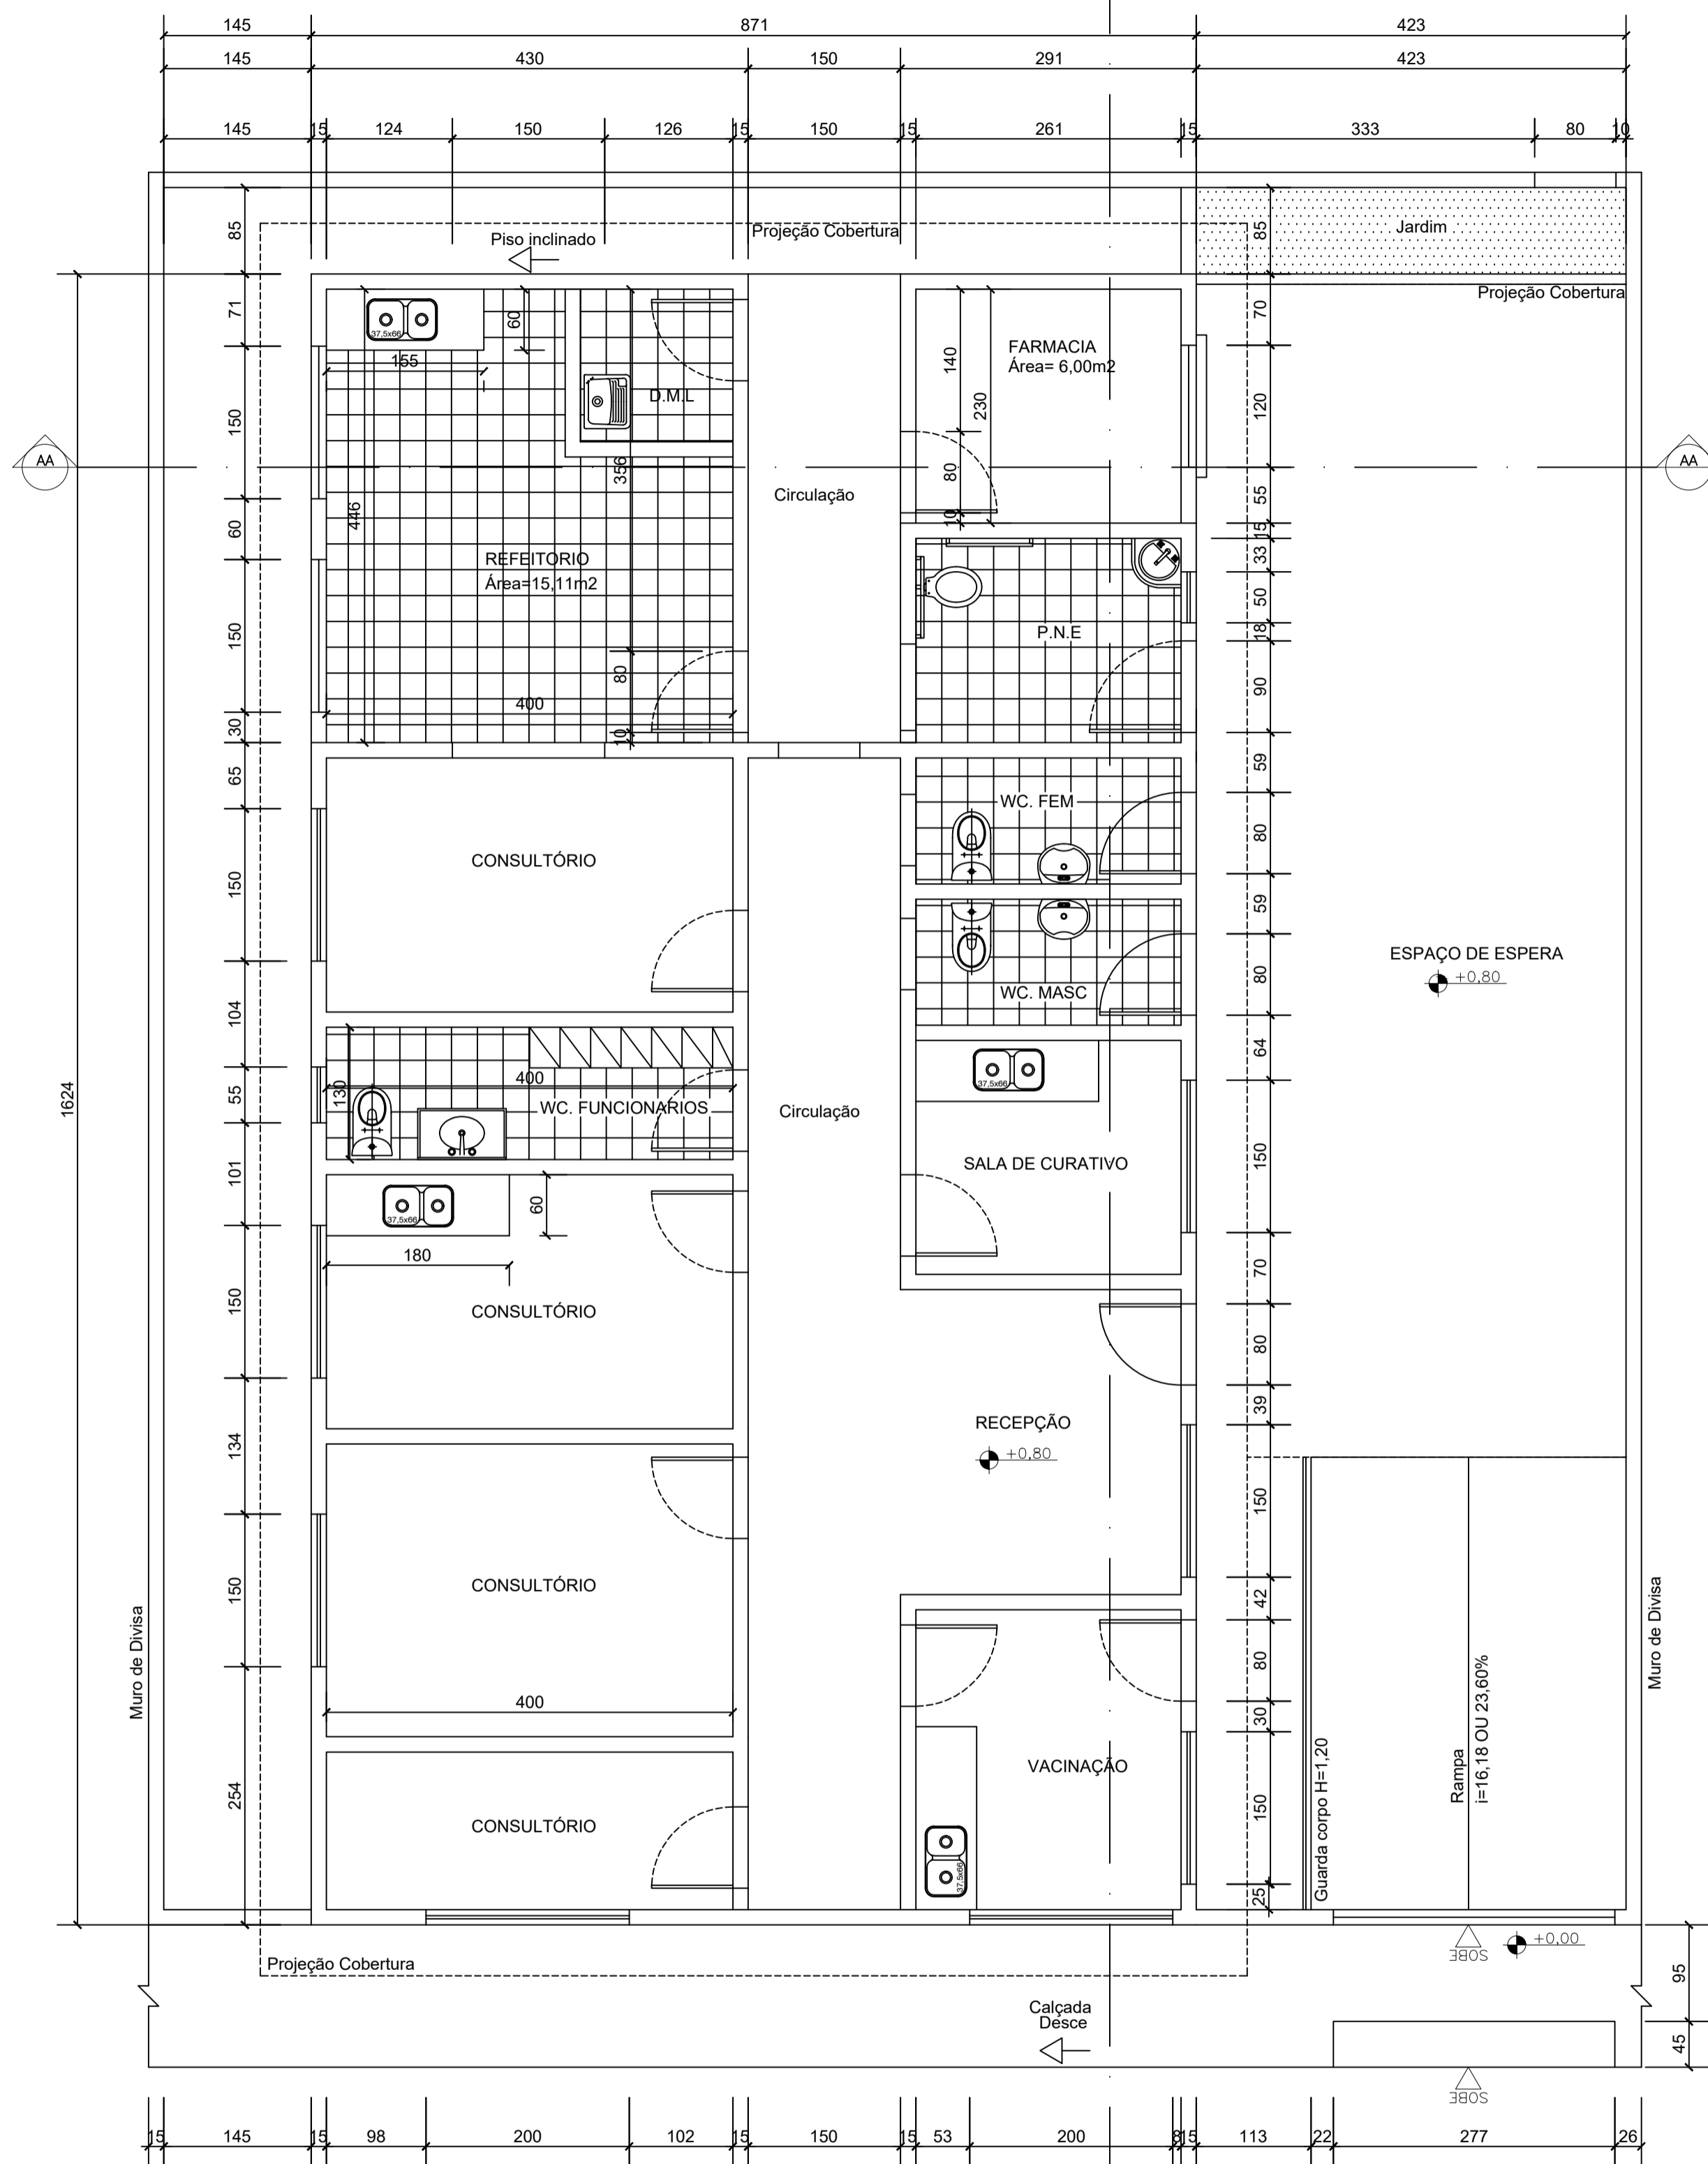 145
871
423
145
430
150
291
423
145
15
124
150
126
15
150
15
261
15
333
80
10
85
Piso inclinado
Projeção Cobertura
85
Jardim
Projeção Cobertura
71
37,5x66
60
155
D.M.L
140
230
FARMACIA
Área= 6,00m2
70
120
150
AA
AA
356
80
10
Circulação
55
15
60
446
REFEITORIO
Área=15,11m2
33
50
18
P.N.E
150
80
400
10
90
30
65
59
WC. FEM
CONSULTÓRIO
80
150
59
ESPAÇO DE ESPERA
+0,80
80
WC. MASC
104
64
37,5x66
400
130
55
WC. FUNCIONARIOS
1624
Circulação
SALA DE CURATIVO
150
101
37,5x66
60
180
70
150
CONSULTÓRIO
80
39
RECEPÇÃO
+0,80
134
150
CONSULTÓRIO
150
42
Muro de Divisa
Muro de Divisa
80
400
30
VACINAÇÃO
Rampa
i=16,18 OU 23,60%
Guarda corpo H=1,20
254
CONSULTÓRIO
150
37,5x66
25
SOBE
+0,00
Projeção Cobertura
95
Calçada
Desce
45
SOBE
15
145
15
98
200
102
15
150
15
53
200
8
15
113
22
277
26